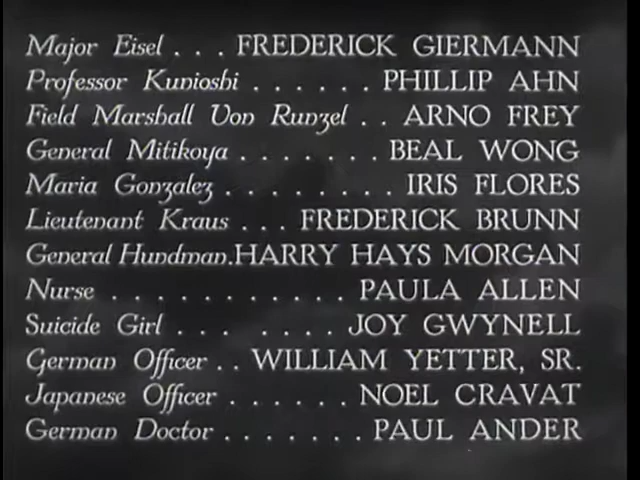 Major Eisel . . . FREDERICK GIERMANN
Professor Kunioshi . . . . . . PHILLIP AHN
Field Marshall Von Runzel . . ARNO FREY
General Mitikoya . . . . . . . BEAL WONG
Maria Gonzalez . . . . . . . . IRIS FLORES
Lieutenant Kraus . . . FREDERICK BRUNN
General Hundman.HARRY HAYS MORGAN
Nurse . . . . . . . . . . . . PAULA ALLEN
Suicide Girl . . . . . . . JOY GWYNELL
German Officer . . WILLIAM YETTER, SR.
Japanese Officer . . . . . . NOEL CRAVAT
German Doctor . . . . . . . PAUL ANDER